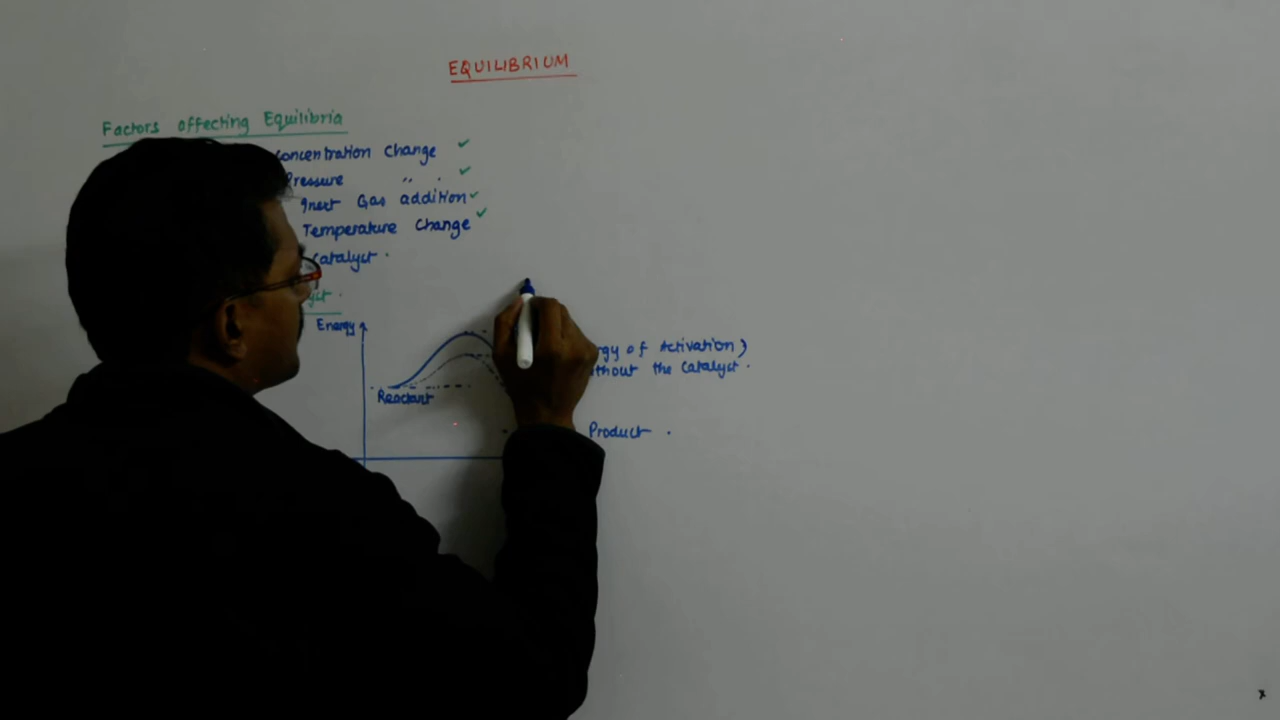 EQUILIBRIUM
Factors affecting Equilibria
Concentration change ✓
Pressure ,, . ✓
Inert Gas addition ✓
Temperature change ✓
Catalyst .
Energy
of Activation)
the Catalyst .
Reactant
Product .